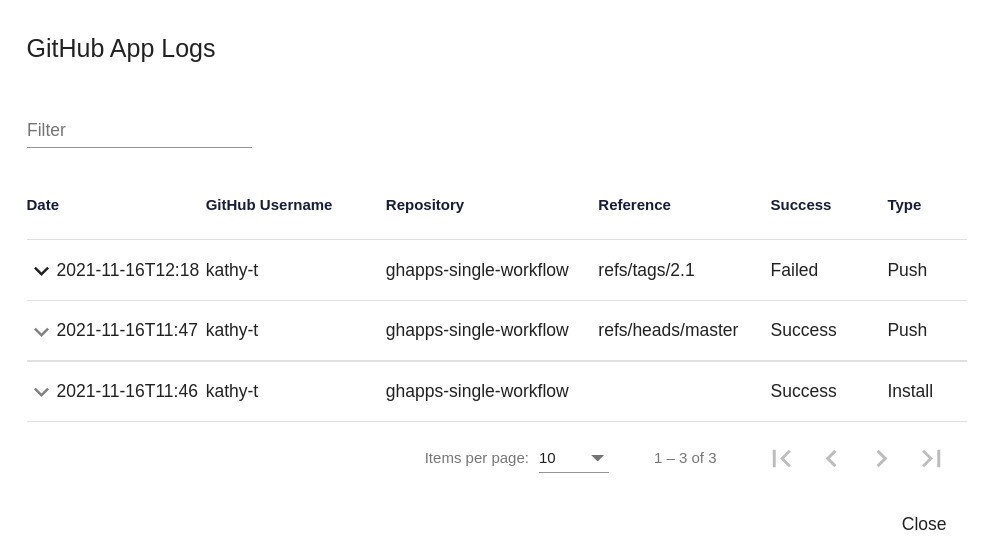 GitHub App Logs
Filter
Date GitHub Username Repository Reference Success Type
2021-11-16T12:18 kathy-t ghapps-single-workflow refs/tags/2.1 Failed Push
2021-11-16T11:47 kathy-t ghapps-single-workflow refs/heads/master Success Push
2021-11-16T11:46 kathy-t ghapps-single-workflow Success Install
Items per page: 10 1 – 3 of 3
Close